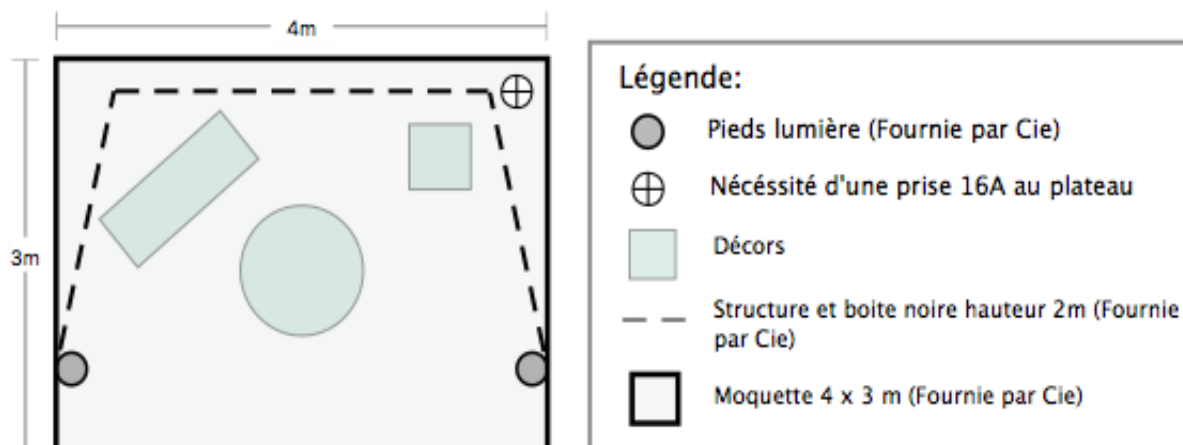 4m
3m
Légende:
Pieds lumière (Fournie par Cie)
Nécéssité d'une prise 16A au plateau
Décors
Structure et boite noire hauteur 2m (Fournie
par Cie)
Moquette 4 x 3 m (Fournie par Cie)